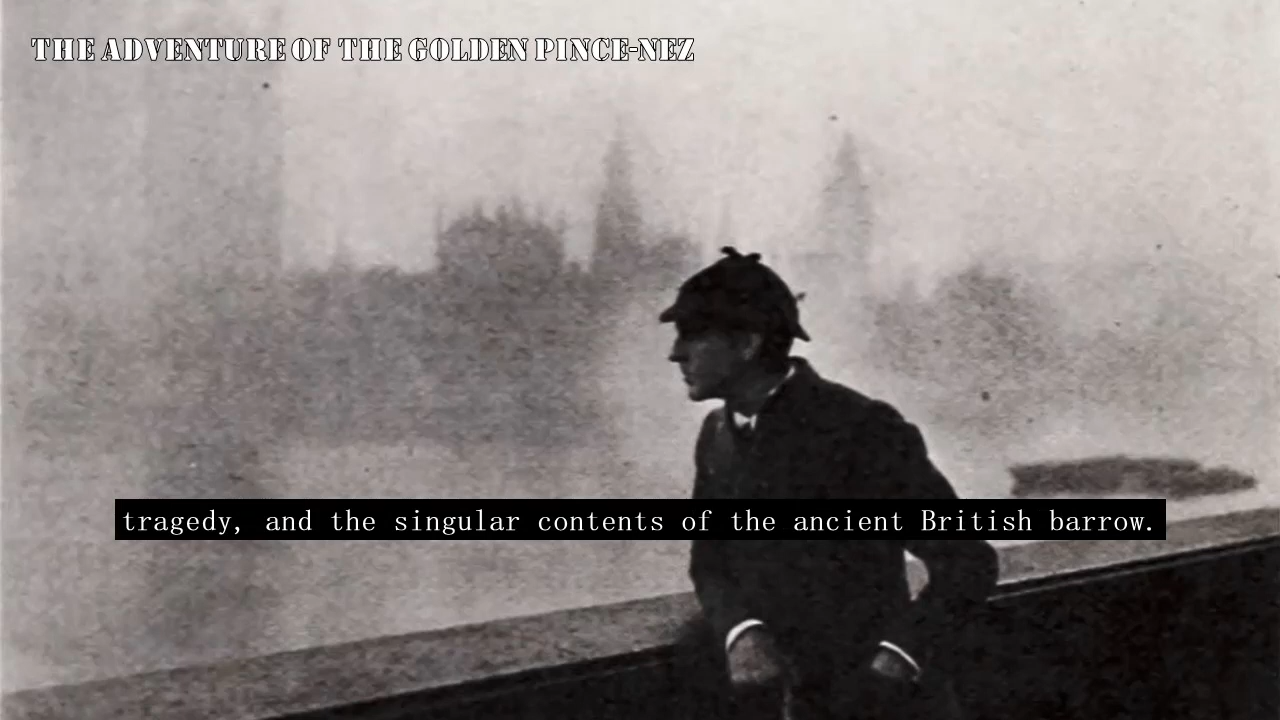 THE ADVENTURE OF THE GOLDEN PINCE-NEZ
tragedy, and the singular contents of the ancient British barrow.